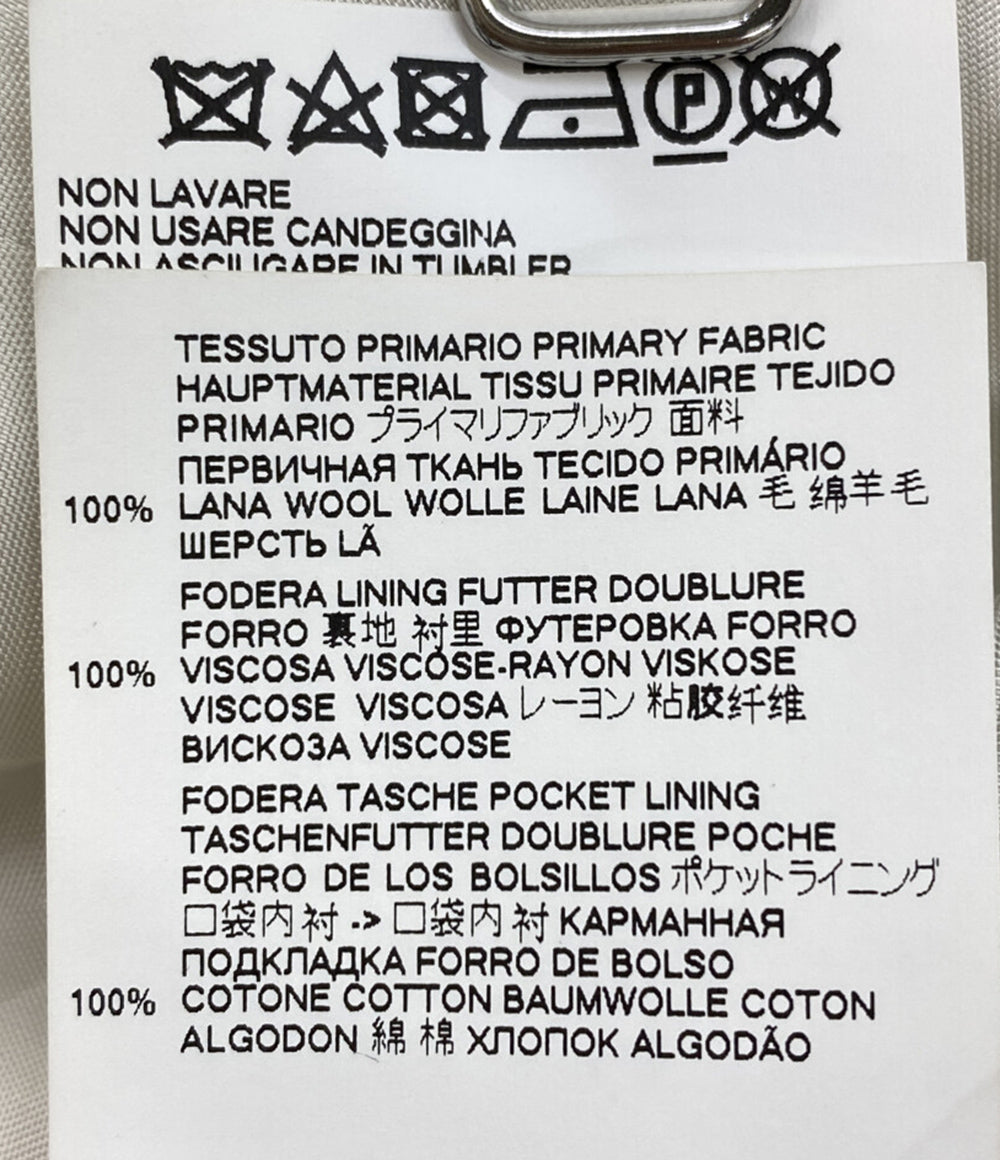 P
W
NON LAVARE
NON USARE CANDEGGINA
NON ASCIUGARE IN TUMBLER
TESSUTO PRIMARIO PRIMARY FABRIC
HAUPTMATERIAL TISSU PRIMAIRE TEJIDO
PRIMARIO プライマリファブリック 面料
ПЕРВИЧНАЯ ТКАНЬ TECIDO PRIMÁRIO
100% LANA WOOL WOLLE LAINE LANA 毛 绵羊毛
ШЕРСТЬ LÃ
FODERA LINING FUTTER DOUBLURE
FORRO 裏地 衬里 ФУТЕРОВКА FORRO
100% VISCOSA VISCOSE-RAYON VISKOSE
VISCOSE VISCOSA レーヨン 粘胶纤维
ВИСКОЗА VISCOSE
FODERA TASCHE POCKET LINING
TASCHENFUTTER DOUBLURE POCHE
FORRO DE LOS BOLSILLOS ポケットライニング
口袋内衬 -> 口袋内衬 КАРМАННАЯ
ПОДКЛАДКА FORRO DE BOLSO
100% COTONE COTTON BAUMWOLLE COTON
ALGODON 綿 棉 ХЛОПОК ALGODÃO